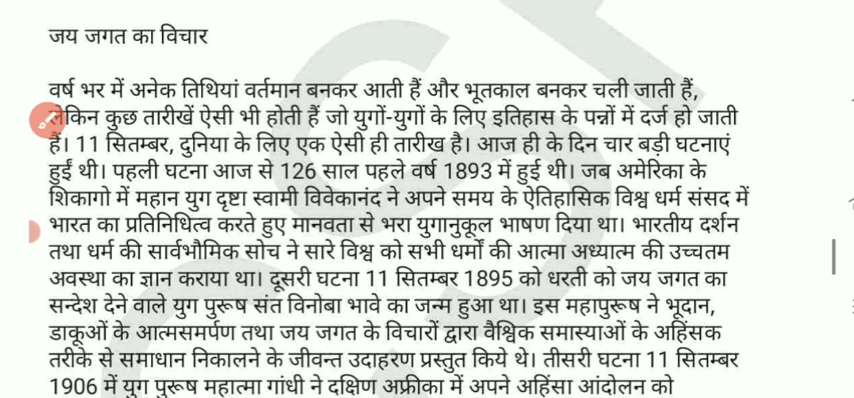 जय जगत का विचार
वर्ष भर में अनेक तिथियां वर्तमान बनकर आती हैं और भूतकाल बनकर चली जाती हैं,
लेकिन कुछ तारीखें ऐसी भी होती हैं जो युगों-युगों के लिए इतिहास के पन्नों में दर्ज हो जाती
हैं। 11 सितम्बर, दुनिया के लिए एक ऐसी ही तारीख है। आज ही के दिन चार बड़ी घटनाएं
हुईं थी। पहली घटना आज से 126 साल पहले वर्ष 1893 में हुई थी। जब अमेरिका के
शिकागो में महान युग दृष्टा स्वामी विवेकानंद ने अपने समय के ऐतिहासिक विश्व धर्म संसद में
भारत का प्रतिनिधित्व करते हुए मानवता से भरा युगानुकूल भाषण दिया था। भारतीय दर्शन
तथा धर्म की सार्वभौमिक सोच ने सारे विश्व को सभी धर्मों की आत्मा अध्यात्म की उच्चतम
अवस्था का ज्ञान कराया था। दूसरी घटना 11 सितम्बर 1895 को धरती को जय जगत का
सन्देश देने वाले युग पुरूष संत विनोबा भावे का जन्म हुआ था। इस महापुरूष ने भूदान,
डाकूओं के आत्मसमर्पण तथा जय जगत के विचारों द्वारा वैश्विक समास्याओं के अहिंसक
तरीके से समाधान निकालने के जीवन्त उदाहरण प्रस्तुत किये थे। तीसरी घटना 11 सितम्बर
1906 में युग पुरूष महात्मा गांधी ने दक्षिण अफ्रीका में अपने अहिंसा आंदोलन को